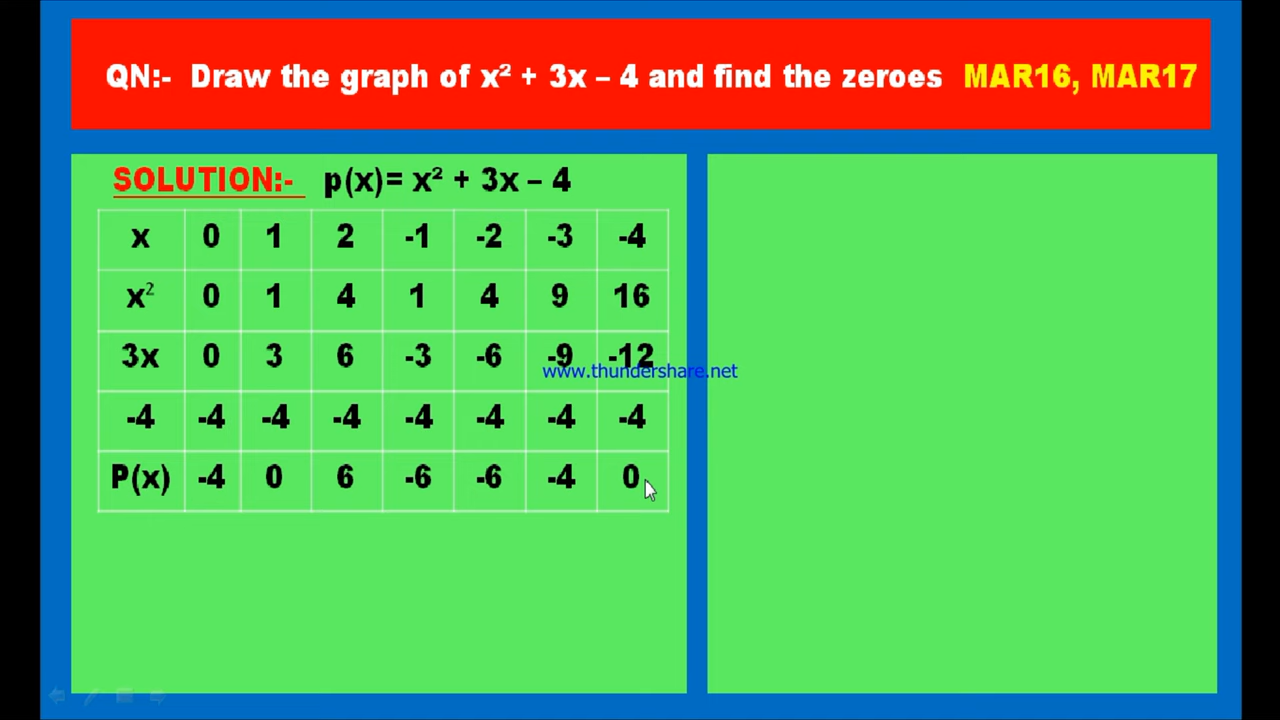 QN:- Draw the graph of x² + 3x – 4 and find the zeroes MAR16, MAR17
SOLUTION:- p(x)= x² + 3x – 4
x 0 1 2 -1 -2 -3 -4
x² 0 1 4 1 4 9 16
3x 0 3 6 -3 -6 -9 -12
www.thundershare.net
-4 -4 -4 -4 -4 -4 -4 -4
P(x) -4 0 6 -6 -6 -4 0